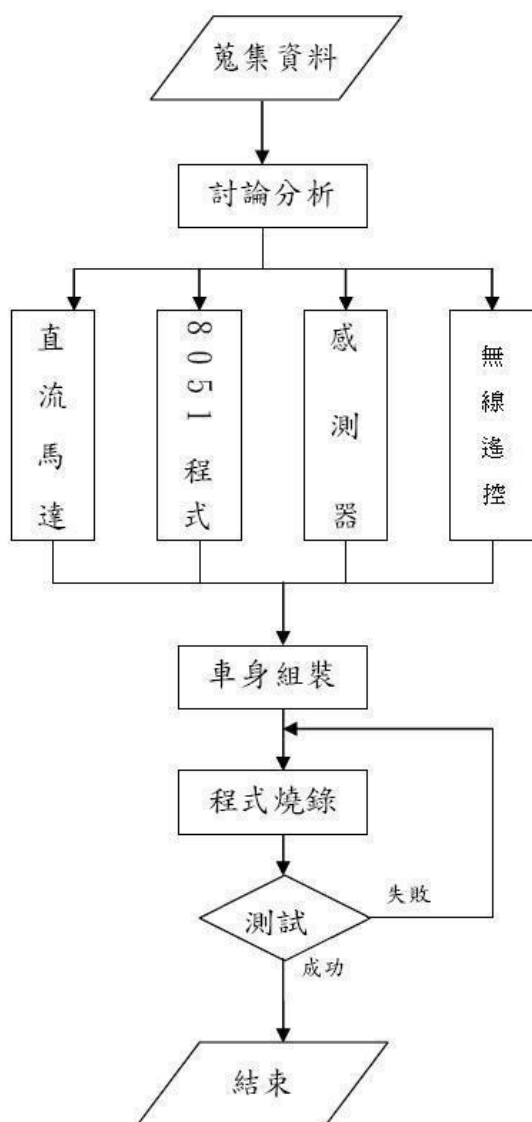 蒐集資料
討論分析
直流馬達
8051程式
感測器
無線遙控
車身組裝
程式燒錄
測試
失敗
成功
結束